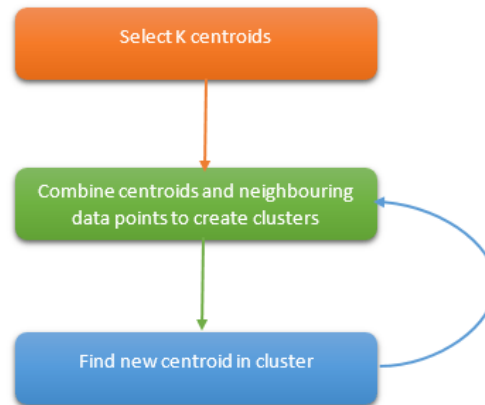 Select K centroids
Combine centroids and neighbouring
data points to create clusters
Find new centroid in cluster